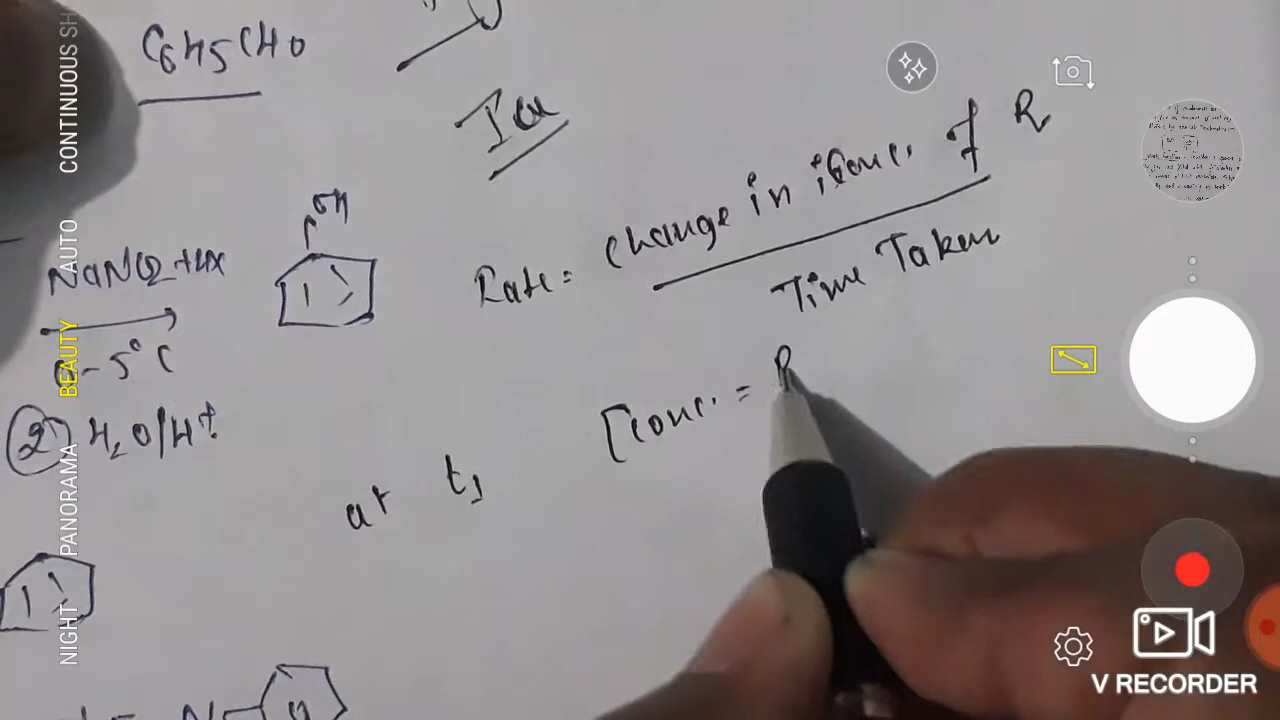 C6H5CHO
Rate = Change in Conc. of R
Time Taken
NaNO2 + HX
0-5°C
OH
[Conc. = R
② H2O/H+
at t1
N
CONTINUOUS SH
AUTO
BEAUTY
PANORAMA
NIGHT
V RECORDER